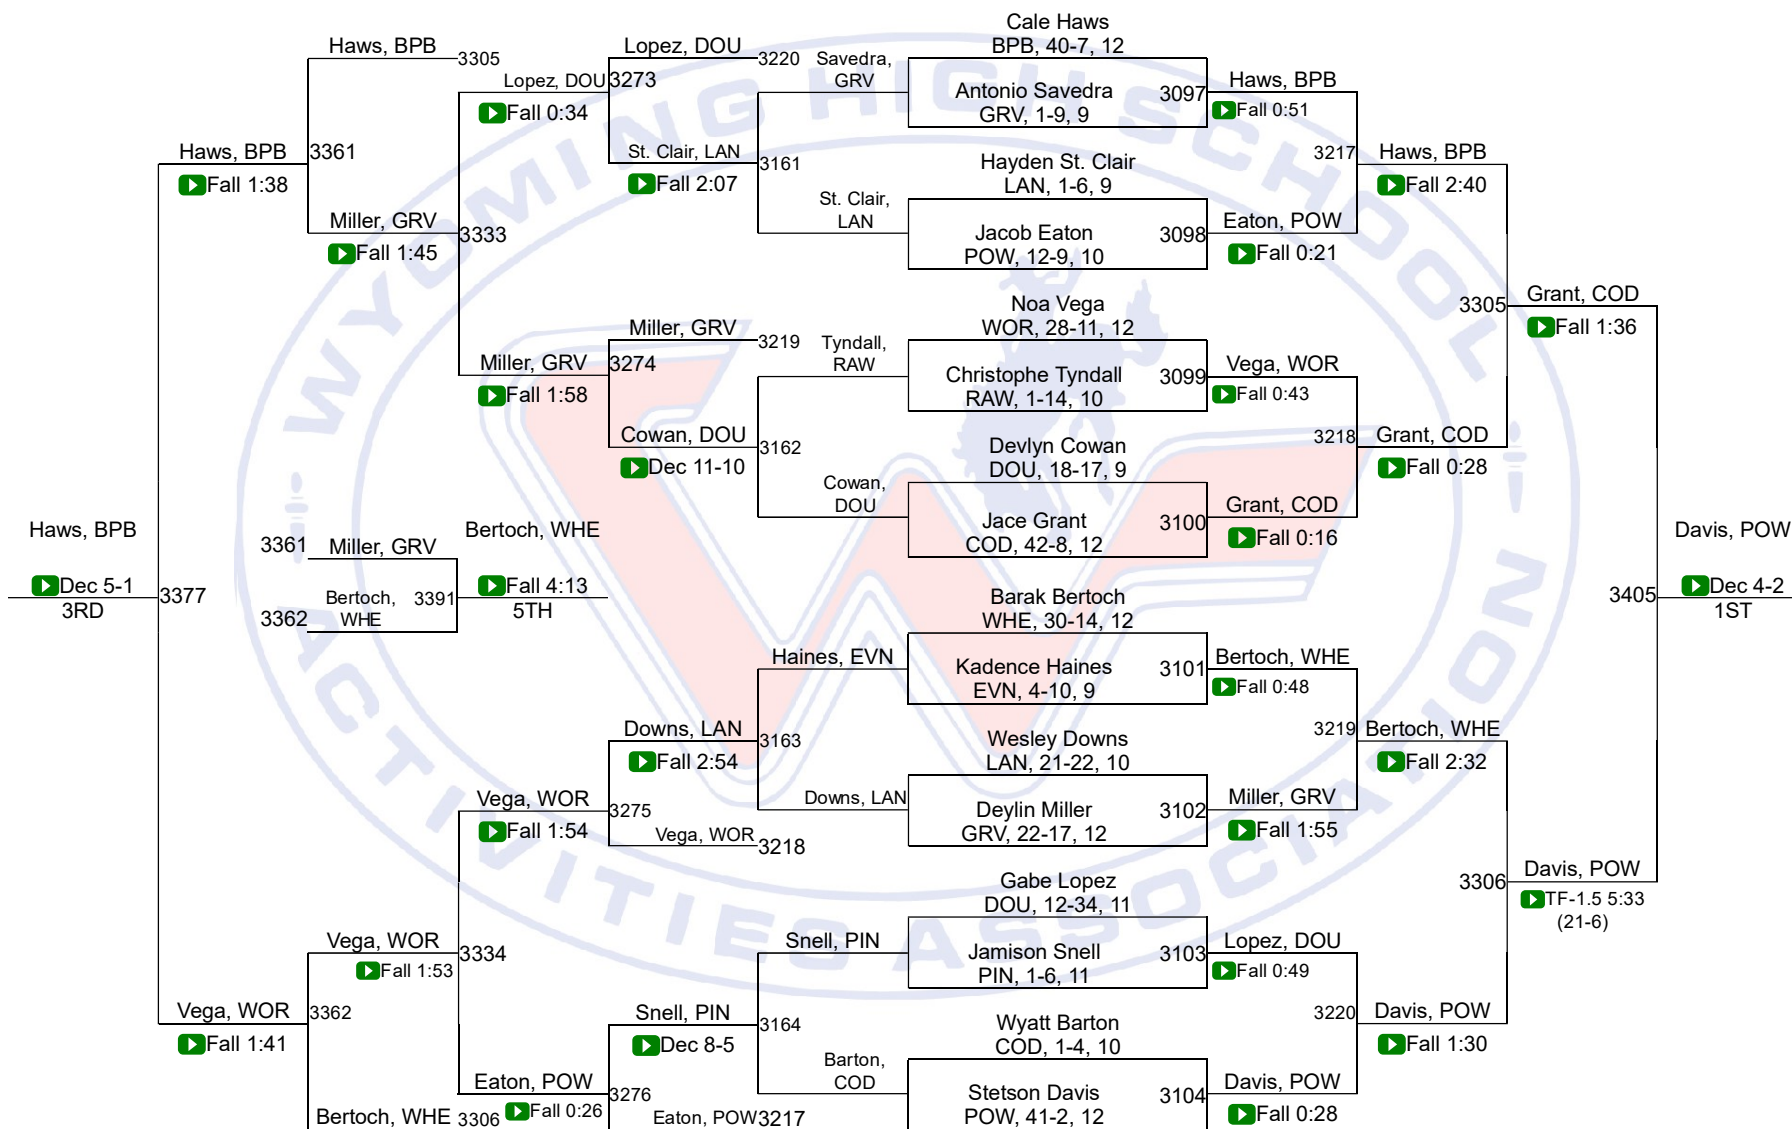 Cale Haws
BPB, 40-7, 12
Haws, BPB
3305
Lopez, DOU
3220
Savedra,
GRV
Lopez, DOU
3273
Fall 0:34
Antonio Savedra
GRV, 1-9, 9
3097
Haws, BPB
Fall 0:51
Haws, BPB
Fall 1:38
3361
St. Clair, LAN
Fall 2:07
3161
Hayden St. Clair
LAN, 1-6, 9
3217
Haws, BPB
Fall 2:40
St. Clair,
LAN
Miller, GRV
Fall 1:45
3333
Jacob Eaton
POW, 12-9, 10
3098
Eaton, POW
Fall 0:21
Noa Vega
WOR, 28-11, 12
3305
Grant, COD
Fall 1:36
Miller, GRV
3219
Tyndall,
RAW
Miller, GRV
Fall 1:58
3274
Christophe Tyndall
RAW, 1-14, 10
3099
Vega, WOR
Fall 0:43
Cowan, DOU
Dec 11-10
3162
Devlyn Cowan
DOU, 18-17, 9
3218
Grant, COD
Fall 0:28
Cowan,
DOU
Jace Grant
COD, 42-8, 12
3100
Grant, COD
Fall 0:16
Haws, BPB
Dec 5-1
3RD
3377
3361
Miller, GRV
3362
Bertoch,
WHE
3391
Bertoch, WHE
Fall 4:13
5TH
Davis, POW
Dec 4-2
1ST
3405
Barak Bertoch
WHE, 30-14, 12
Haines, EVN
Kadence Haines
EVN, 4-10, 9
3101
Bertoch, WHE
Fall 0:48
Downs, LAN
Fall 2:54
3163
Wesley Downs
LAN, 21-22, 10
3219
Bertoch, WHE
Fall 2:32
Vega, WOR
Fall 1:54
3275
Downs, LAN
Deylin Miller
GRV, 22-17, 12
3102
Miller, GRV
Fall 1:55
Vega, WOR
3218
Gabe Lopez
DOU, 12-34, 11
3306
Davis, POW
TF-1.5 5:33
(21-6)
Vega, WOR
Fall 1:53
3334
Snell, PIN
Jamison Snell
PIN, 1-6, 11
3103
Lopez, DOU
Fall 0:49
Vega, WOR
Fall 1:41
3362
Snell, PIN
Dec 8-5
3164
Wyatt Barton
COD, 1-4, 10
3220
Davis, POW
Fall 1:30
Barton,
COD
Eaton, POW
Fall 0:26
3276
Stetson Davis
POW, 41-2, 12
3104
Davis, POW
Fall 0:28
Bertoch, WHE
3306
Eaton, POW
3217
WYOMING HIGH SCHOOL
ACTIVITIES ASSOCIATION